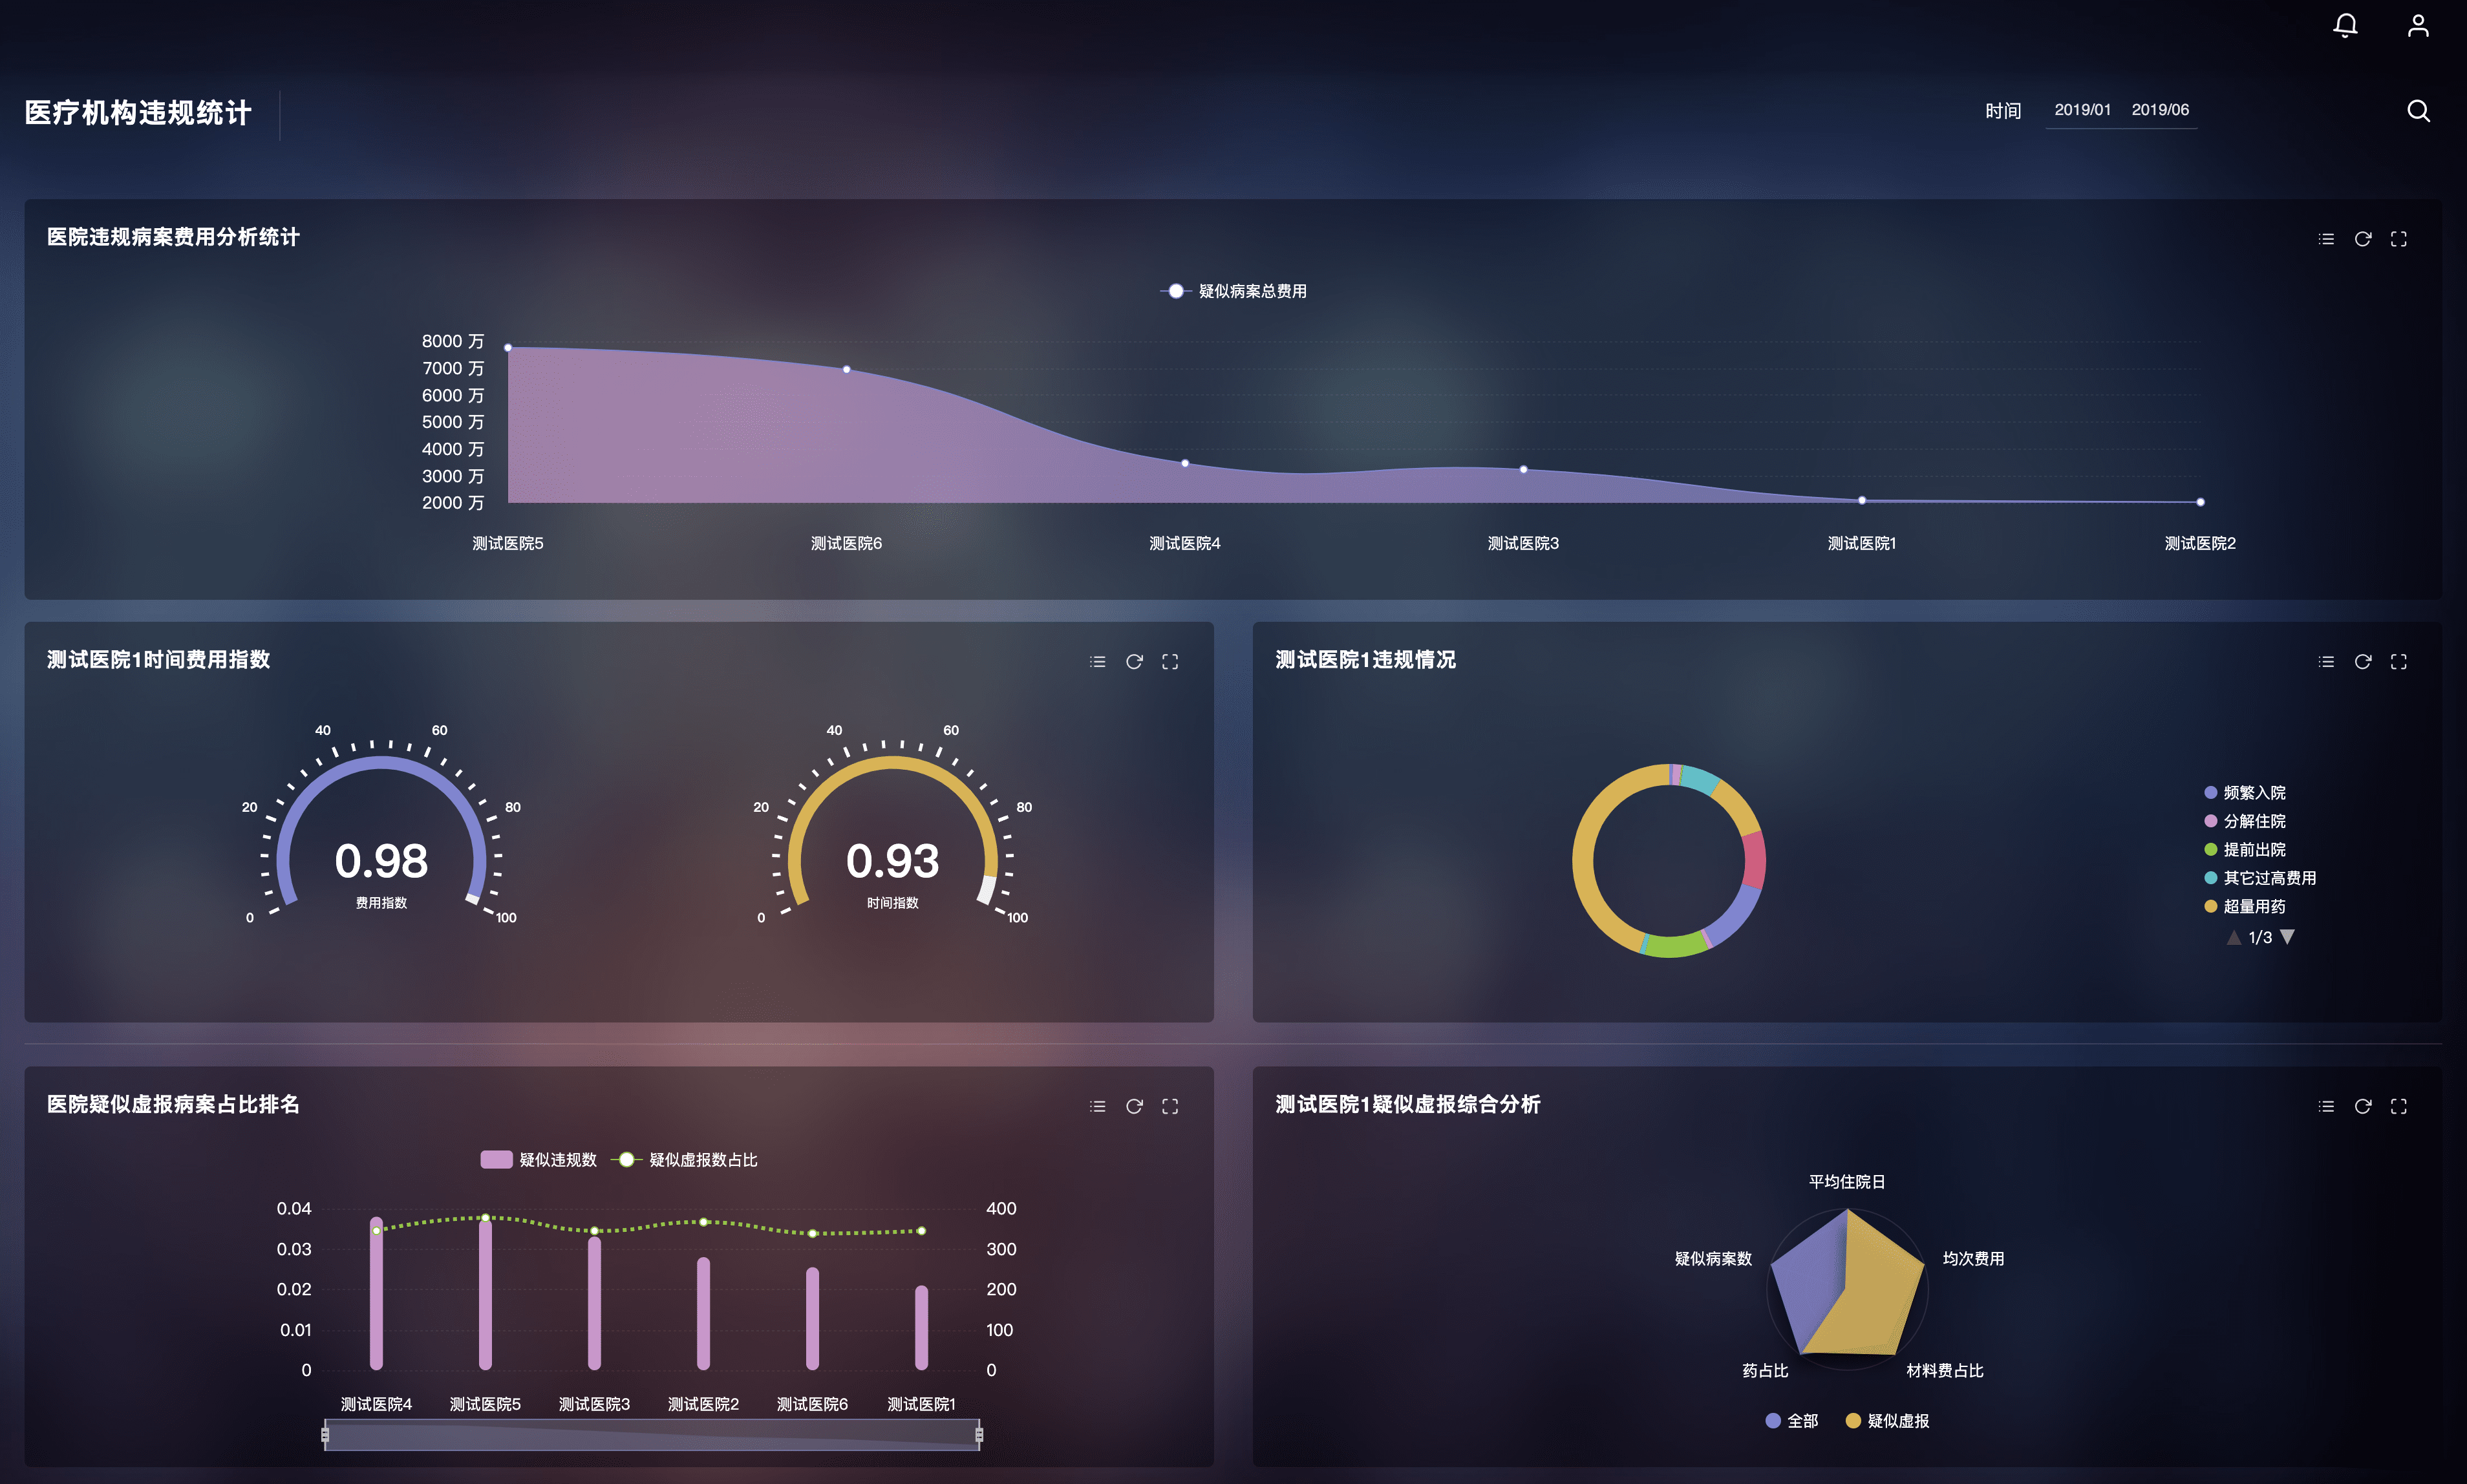 医疗机构违规统计
时间 2019/01 2019/06
医院违规病案费用分析统计
疑似病案总费用
8000 万
7000 万
6000 万
5000 万
4000 万
3000 万
2000 万
测试医院5 测试医院6 测试医院4 测试医院3 测试医院1 测试医院2
测试医院1时间费用指数
0 20 40 60 80 100
0.98
费用指数
0 20 40 60 80 100
0.93
时间指数
测试医院1违规情况
频繁入院
分解住院
提前出院
其它过高费用
超量用药
1/3
医院疑似虚报病案占比排名
疑似违规数 疑似虚报数占比
0.04 400
0.03 300
0.02 200
0.01 100
0 0
测试医院4 测试医院5 测试医院3 测试医院2 测试医院6 测试医院1
测试医院1疑似虚报综合分析
平均住院日
疑似病案数 均次费用
药占比 材料费占比
全部 疑似虚报